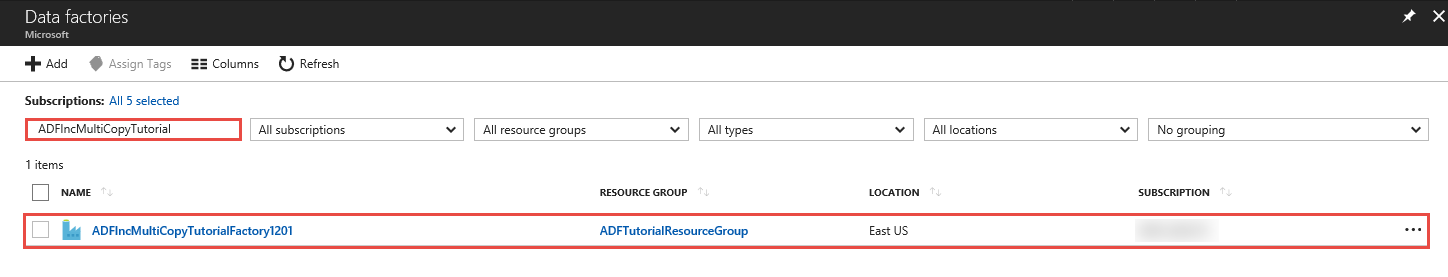 Data factories
Microsoft
Add Assign Tags Columns Refresh
Subscriptions: All 5 selected
ADFIncMultiCopyTutorial All subscriptions All resource groups All types All locations No grouping
1 items
NAME RESOURCE GROUP LOCATION SUBSCRIPTION
ADFIncMultiCopyTutorialFactory1201 ADFTutorialResourceGroup East US